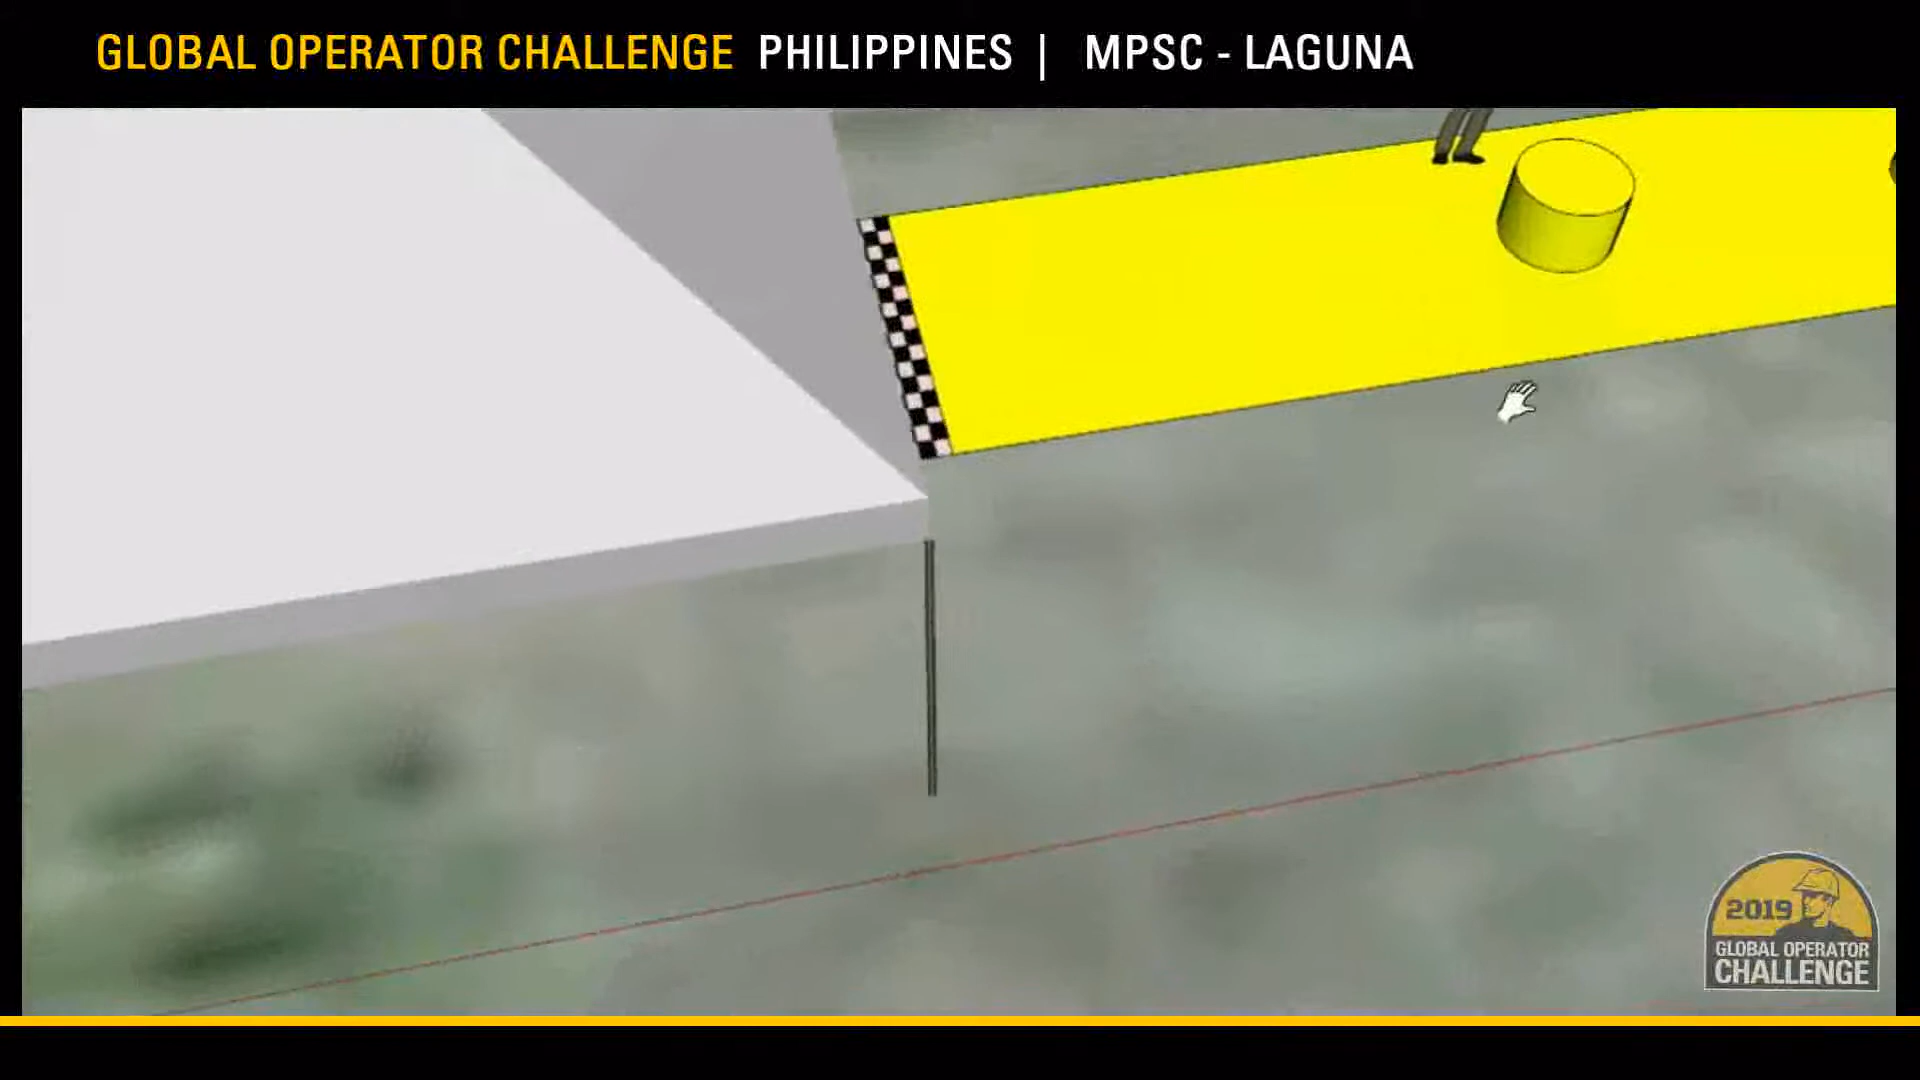 GLOBAL OPERATOR CHALLENGE PHILIPPINES | MPSC - LAGUNA
2019
GLOBAL OPERATOR
CHALLENGE